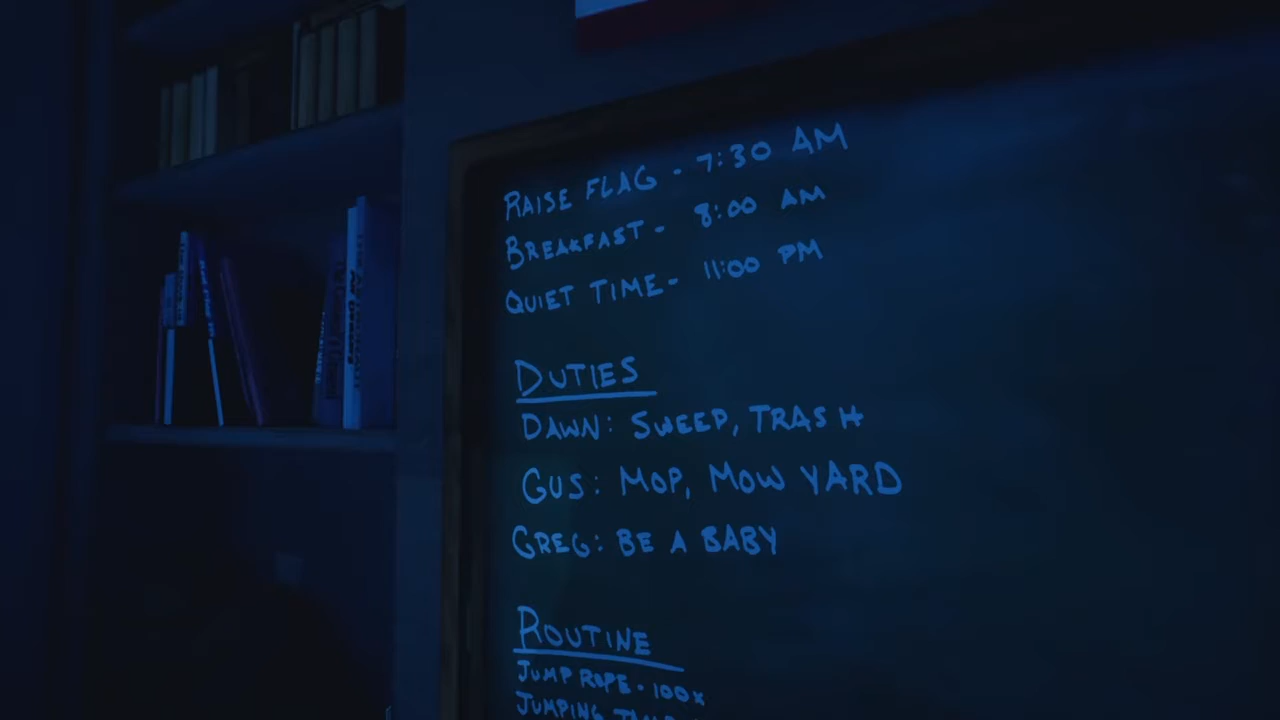 RAISE FLAG - 7:30 AM
BREAKFAST - 8:00 AM
QUIET TIME - 11:00 PM
DUTIES
DAWN: SWEEP, TRASH
GUS: MOP, MOW YARD
GREG: BE A BABY
ROUTINE
JUMP ROPE - 100x
JUMPING